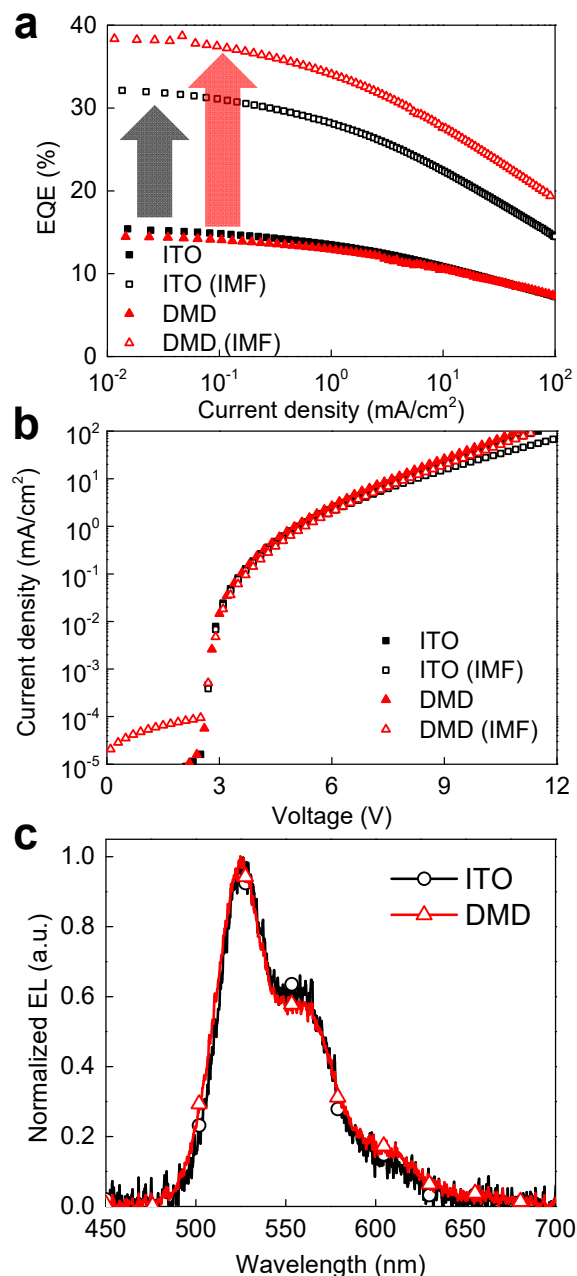 a
40
30
20
10
0
EQE (%)
ITO
ITO (IMF)
DMD
DMD (IMF)
10⁻² 10⁻¹ 10⁰ 10¹ 10²
Current density (mA/cm²)
b
10²
10¹
10⁰
10⁻¹
10⁻²
10⁻³
10⁻⁴
10⁻⁵
Current density (mA/cm²)
ITO
ITO (IMF)
DMD
DMD (IMF)
0 3 6 9 12
Voltage (V)
c
1.0
0.8
0.6
0.4
0.2
0.0
Normalized EL (a.u.)
ITO
DMD
450 500 550 600 650 700
Wavelength (nm)